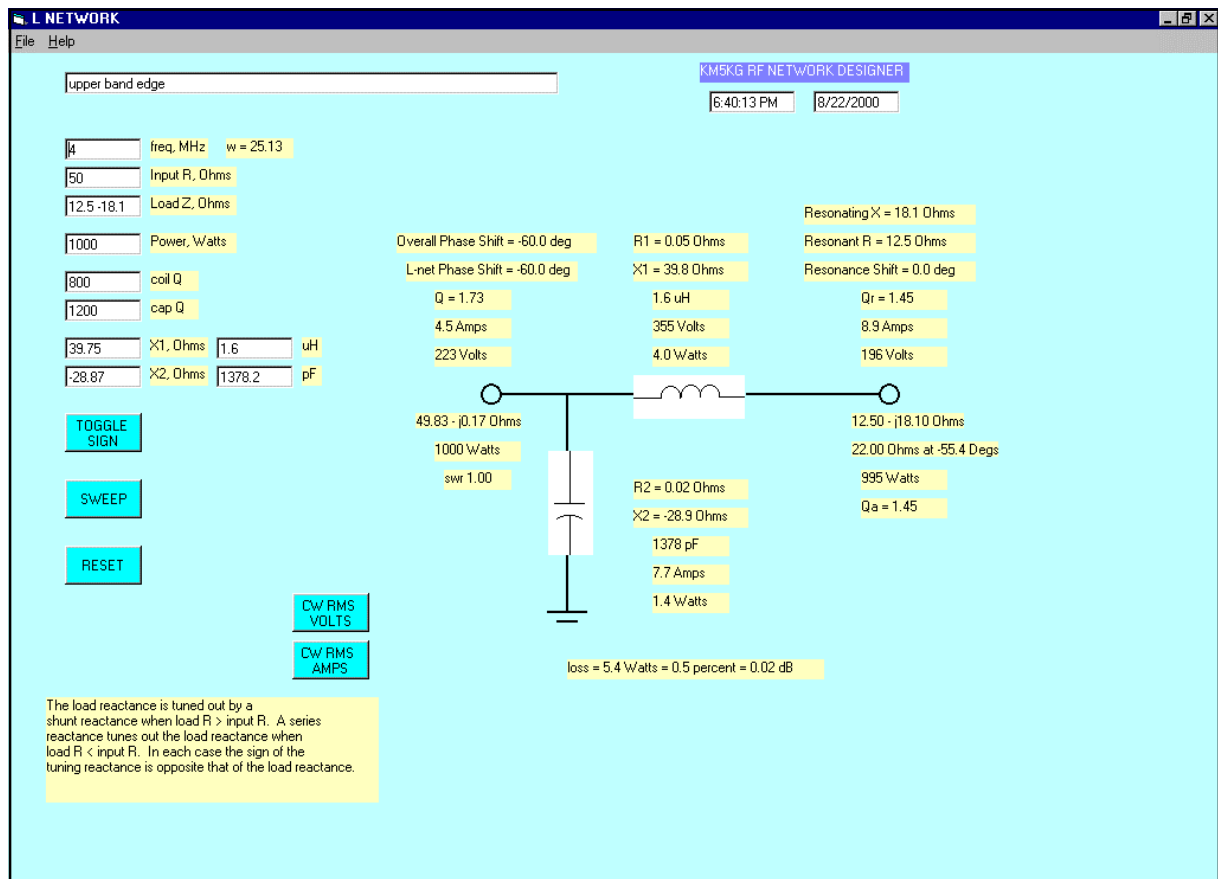 L NETWORK
File Help
upper band edge
KM5KG RF NETWORK DESIGNER
6:40:13 PM 8/22/2000
4 freq, MHz w = 25.13
50 Input R, Ohms
12.5 -18.1 Load Z, Ohms
1000 Power, Watts
800 coil Q
1200 cap Q
39.75 X1, Ohms 1.6 uH
-28.87 X2, Ohms 1378.2 pF
TOGGLE
SIGN
SWEEP
RESET
CW RMS
VOLTS
CW RMS
AMPS
Overall Phase Shift = -60.0 deg
L-net Phase Shift = -60.0 deg
Q = 1.73
4.5 Amps
223 Volts
R1 = 0.05 Ohms
X1 = 39.8 Ohms
1.6 uH
355 Volts
4.0 Watts
Resonating X = 18.1 Ohms
Resonant R = 12.5 Ohms
Resonance Shift = 0.0 deg
Qr = 1.45
8.9 Amps
196 Volts
49.83 - j0.17 Ohms
1000 Watts
swr 1.00
R2 = 0.02 Ohms
X2 = -28.9 Ohms
1378 pF
7.7 Amps
1.4 Watts
12.50 - j18.10 Ohms
22.00 Ohms at -55.4 Degs
995 Watts
Qa = 1.45
loss = 5.4 Watts = 0.5 percent = 0.02 dB
The load reactance is tuned out by a
shunt reactance when load R > input R. A series
reactance tunes out the load reactance when
load R < input R. In each case the sign of the
tuning reactance is opposite that of the load reactance.